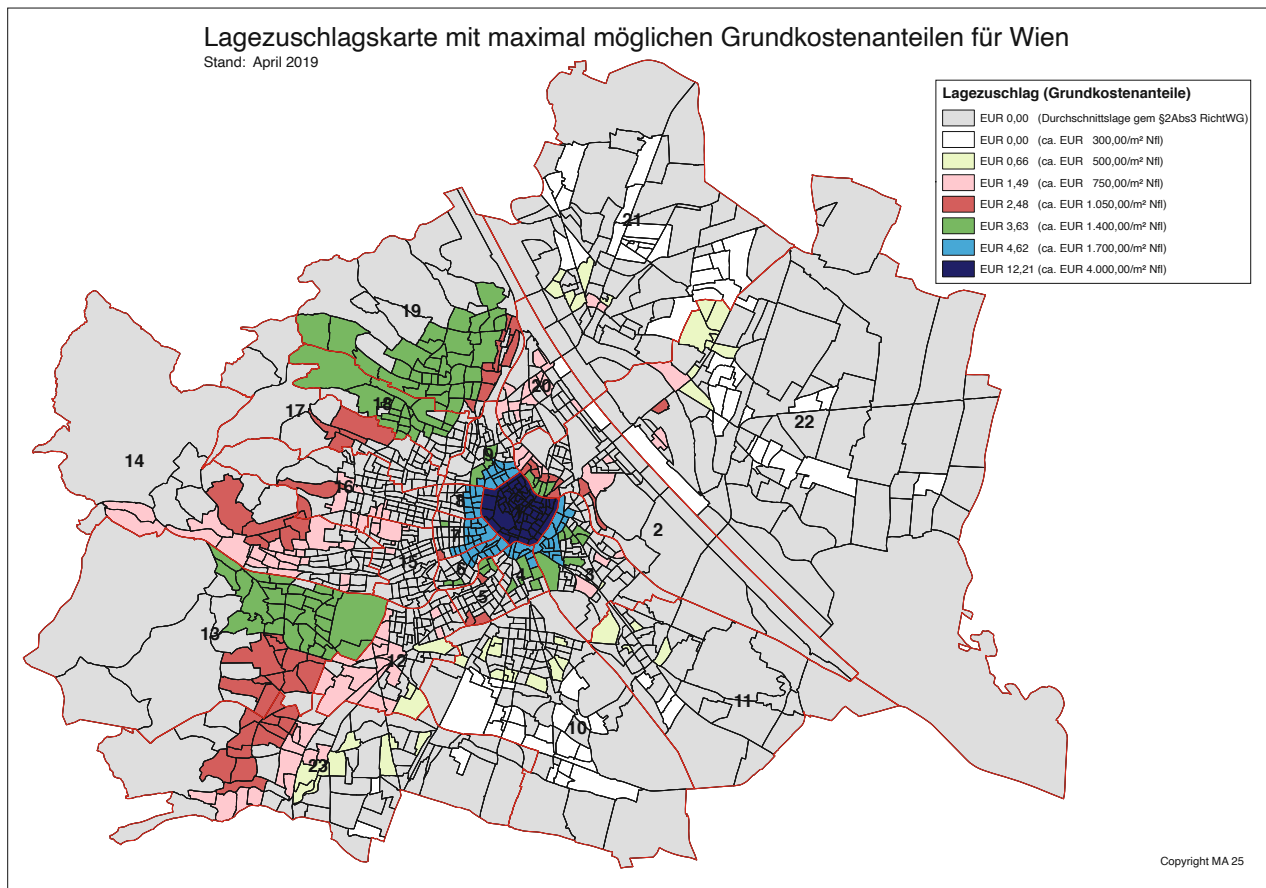 Lagezuschlagskarte mit maximal möglichen Grundkostenanteilen für Wien
Stand: April 2019
Lagezuschlag (Grundkostenanteile)
EUR 0,00 (Durchschnittslage gem §2Abs3 RichtWG)
EUR 0,00 (ca. EUR 300,00/m² Nfl)
EUR 0,66 (ca. EUR 500,00/m² Nfl)
EUR 1,49 (ca. EUR 750,00/m² Nfl)
EUR 2,48 (ca. EUR 1.050,00/m² Nfl)
EUR 3,63 (ca. EUR 1.400,00/m² Nfl)
EUR 4,62 (ca. EUR 1.700,00/m² Nfl)
EUR 12,21 (ca. EUR 4.000,00/m² Nfl)
21
19
20
18
17
22
9
14
16
8
2
7
15
6
4
3
5
13
12
11
10
23
Copyright MA 25